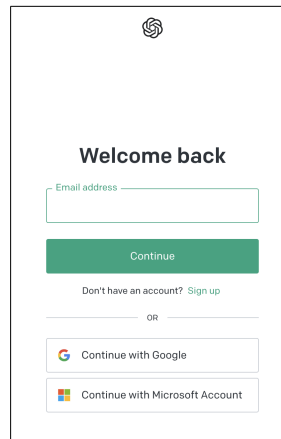 Welcome back
Email address
Continue
Don't have an account? Sign up
OR
Continue with Google
Continue with Microsoft Account